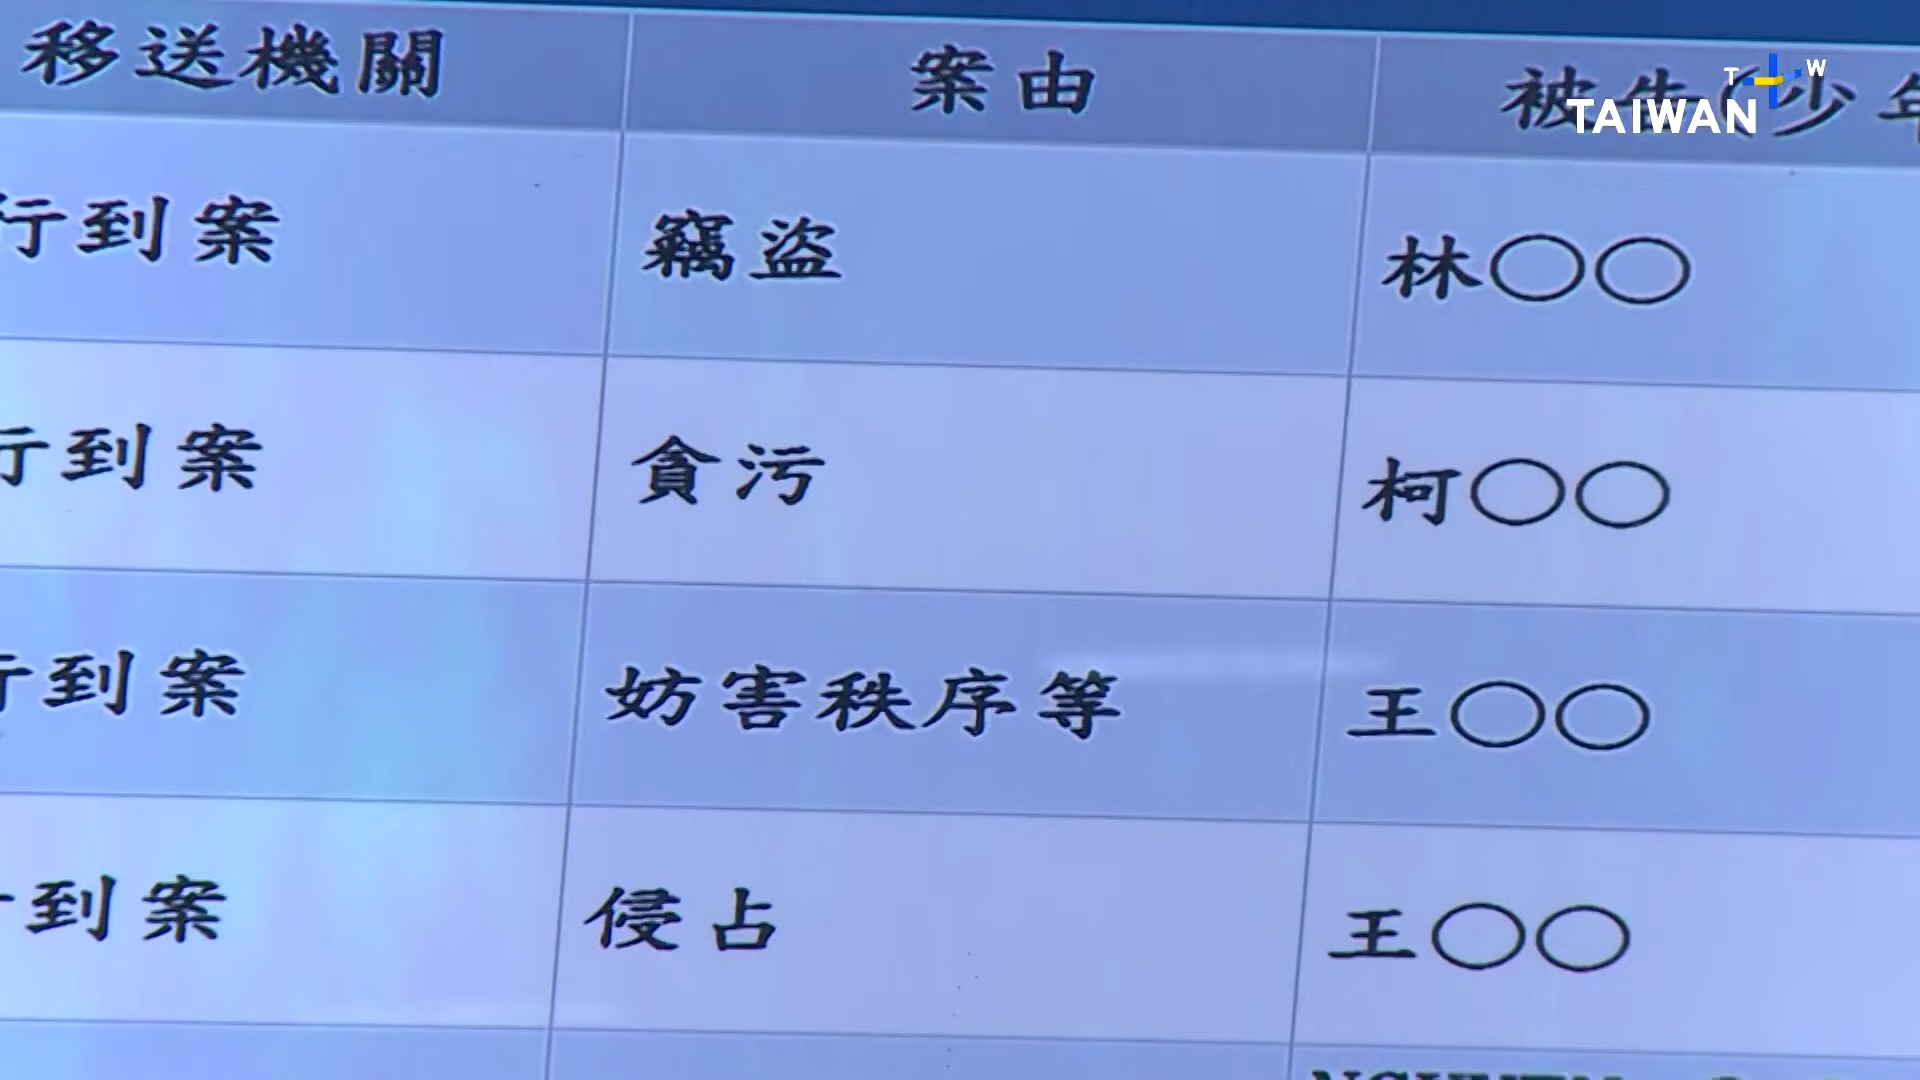 移送機關 案由 被告(少年
T W
TAIWAN
行到案 竊盜 林○○
行到案 貪污 柯○○
行到案 妨害秩序等 王○○
到案 侵占 王○○